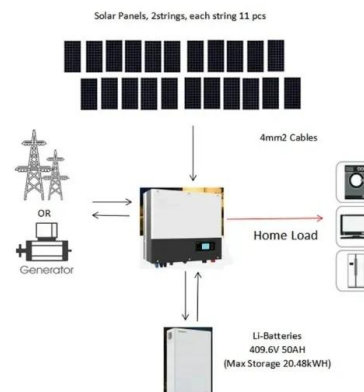 Solar Panels, 2strings, each string 11 pcs
4mm2 Cables
OR
Home Load
Generator
Li-Batteries
409.6V 50AH
(Max Storage 20.48kWH)